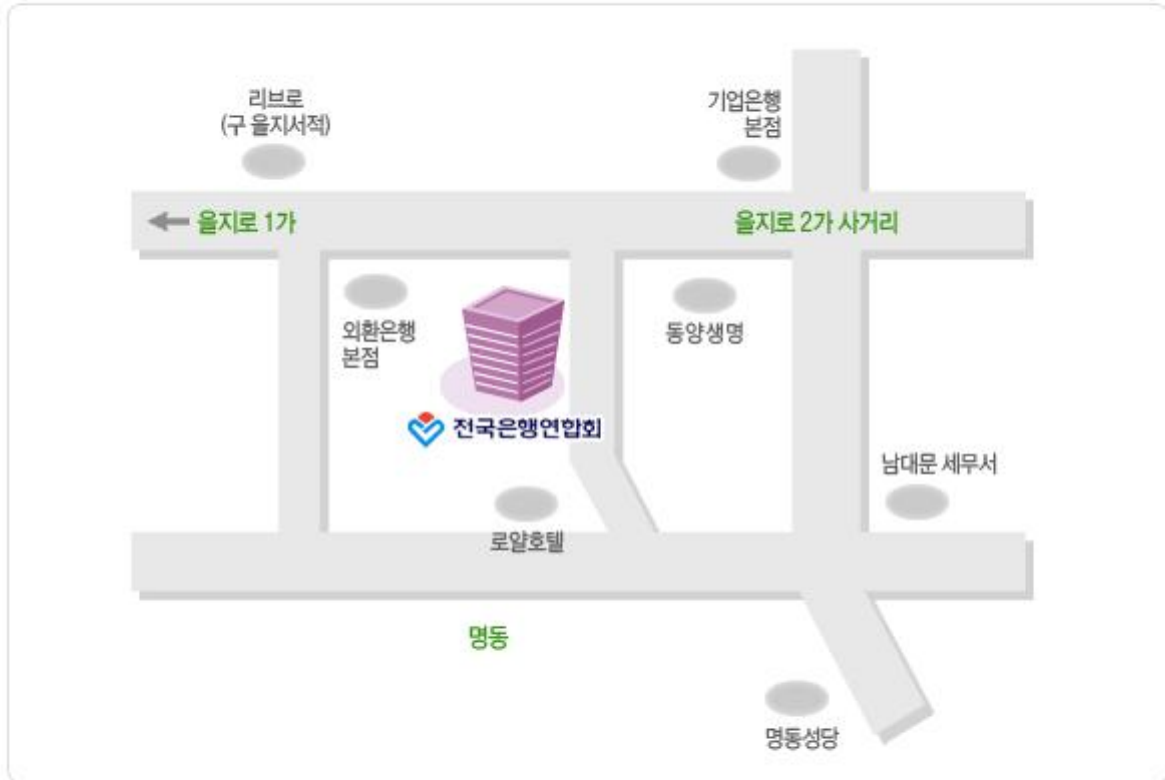 리브로
(구 을지서적)
기업은행
본점
을지로 1가
을지로 2가 사거리
외환은행
본점
동양생명
전국은행연합회
남대문 세무서
로얄호텔
명동
명동성당